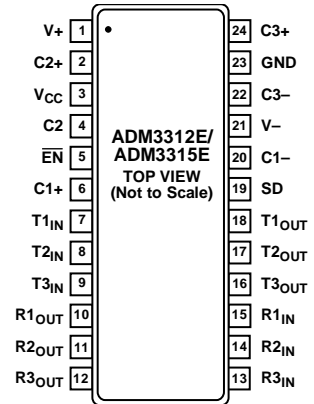 V+ 1 24 C3+
C2+ 2 23 GND
VCC 3 22 C3–
C2 4 21 V–
EN 5 20 C1–
C1+ 6 19 SD
T1IN 7 18 T1OUT
T2IN 8 17 T2OUT
T3IN 9 16 T3OUT
R1OUT 10 15 R1IN
R2OUT 11 14 R2IN
R3OUT 12 13 R3IN
ADM3312E/
ADM3315E
TOP VIEW
(Not to Scale)